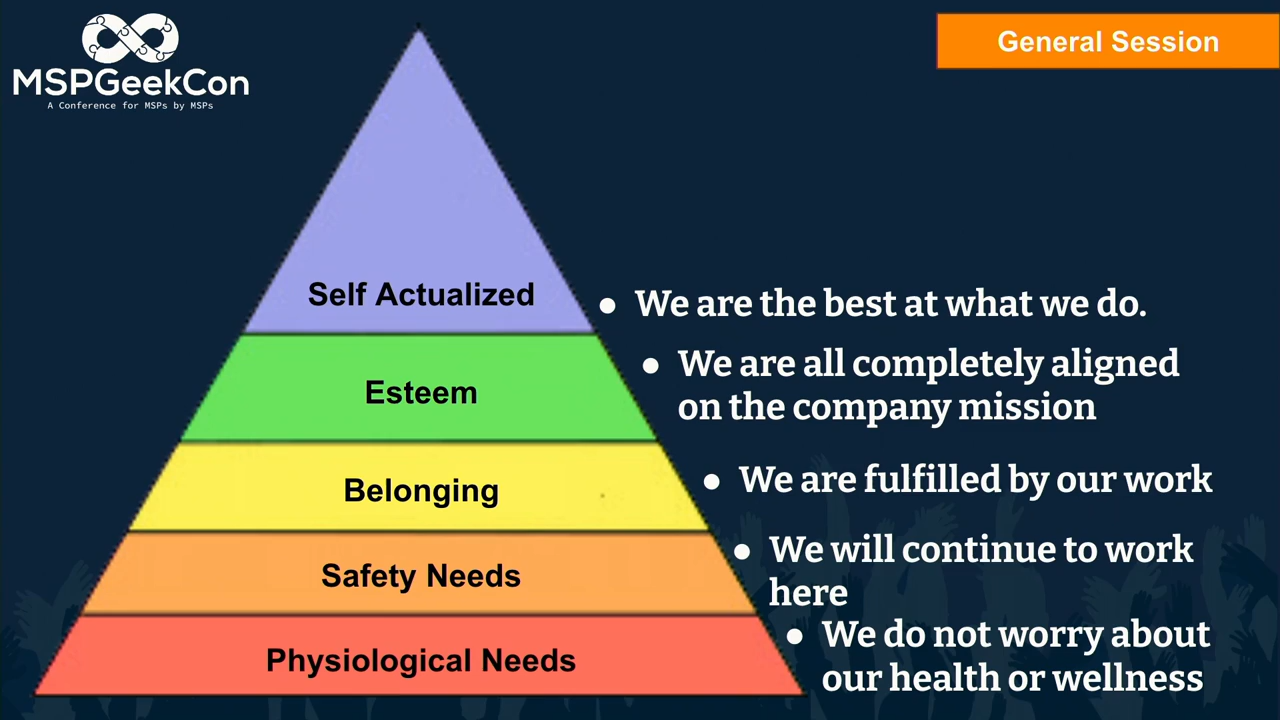 MSPGeekCon
A Conference for MSPs by MSPs
General Session
Self Actualized
● We are the best at what we do.
Esteem
● We are all completely aligned
on the company mission
Belonging
● We are fulfilled by our work
Safety Needs
● We will continue to work
here
Physiological Needs
● We do not worry about
our health or wellness